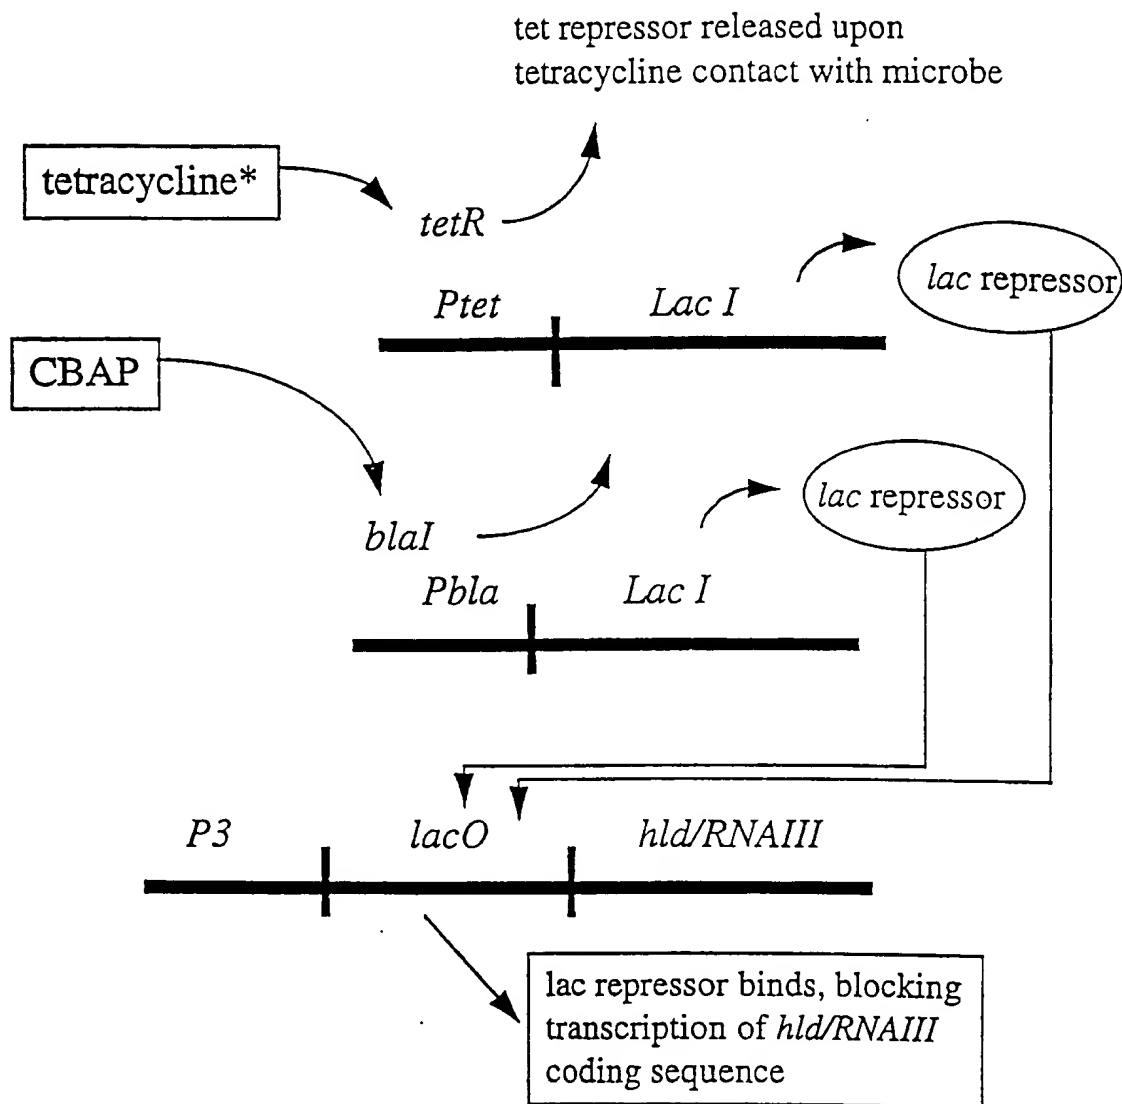 tet repressor released upon
tetracycline contact with microbe
tetracycline*
tetR
lac repressor
Ptet
Lac I
CBAP
lac repressor
blaI
Pbla
Lac I
P3
lacO
hld/RNAIII
lac repressor binds, blocking
transcription of hld/RNAIII
coding sequence